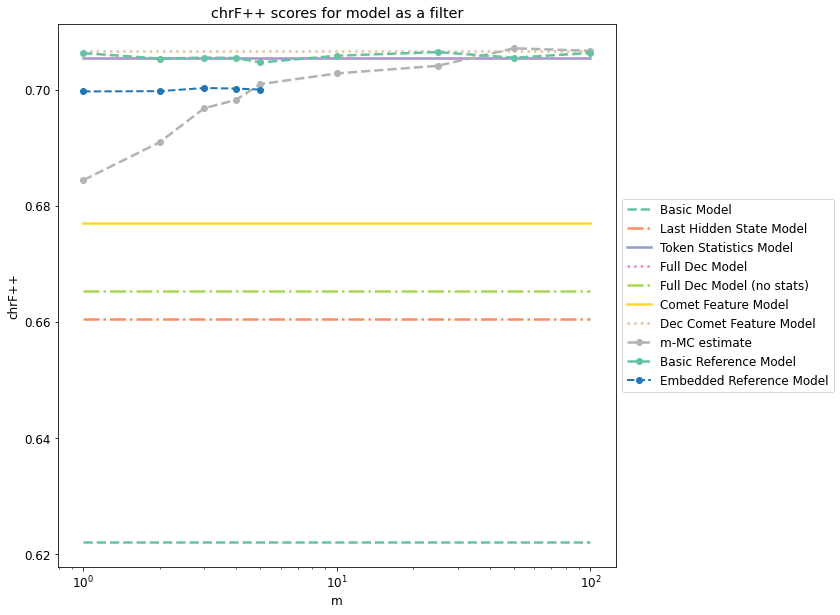 chrF++ scores for model as a filter
0.70
0.68
0.66
0.64
0.62
chrF++
10⁰
10¹
10²
m
Basic Model
Last Hidden State Model
Token Statistics Model
Full Dec Model
Full Dec Model (no stats)
Comet Feature Model
Dec Comet Feature Model
m-MC estimate
Basic Reference Model
Embedded Reference Model